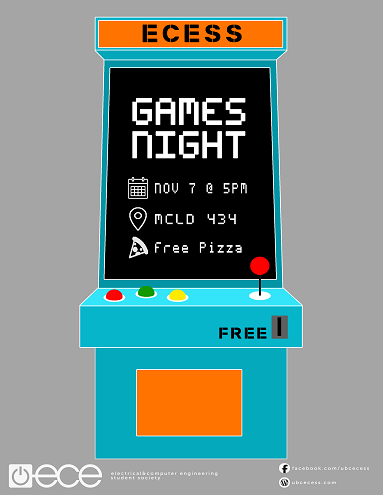 ECESS
GAMES
NIGHT
NOV 7 @ 5PM
MCLD 434
Free Pizza
FREE
ece
electrical&computer engineering
student society
facebook.com/ubcecess
ubcecess.com